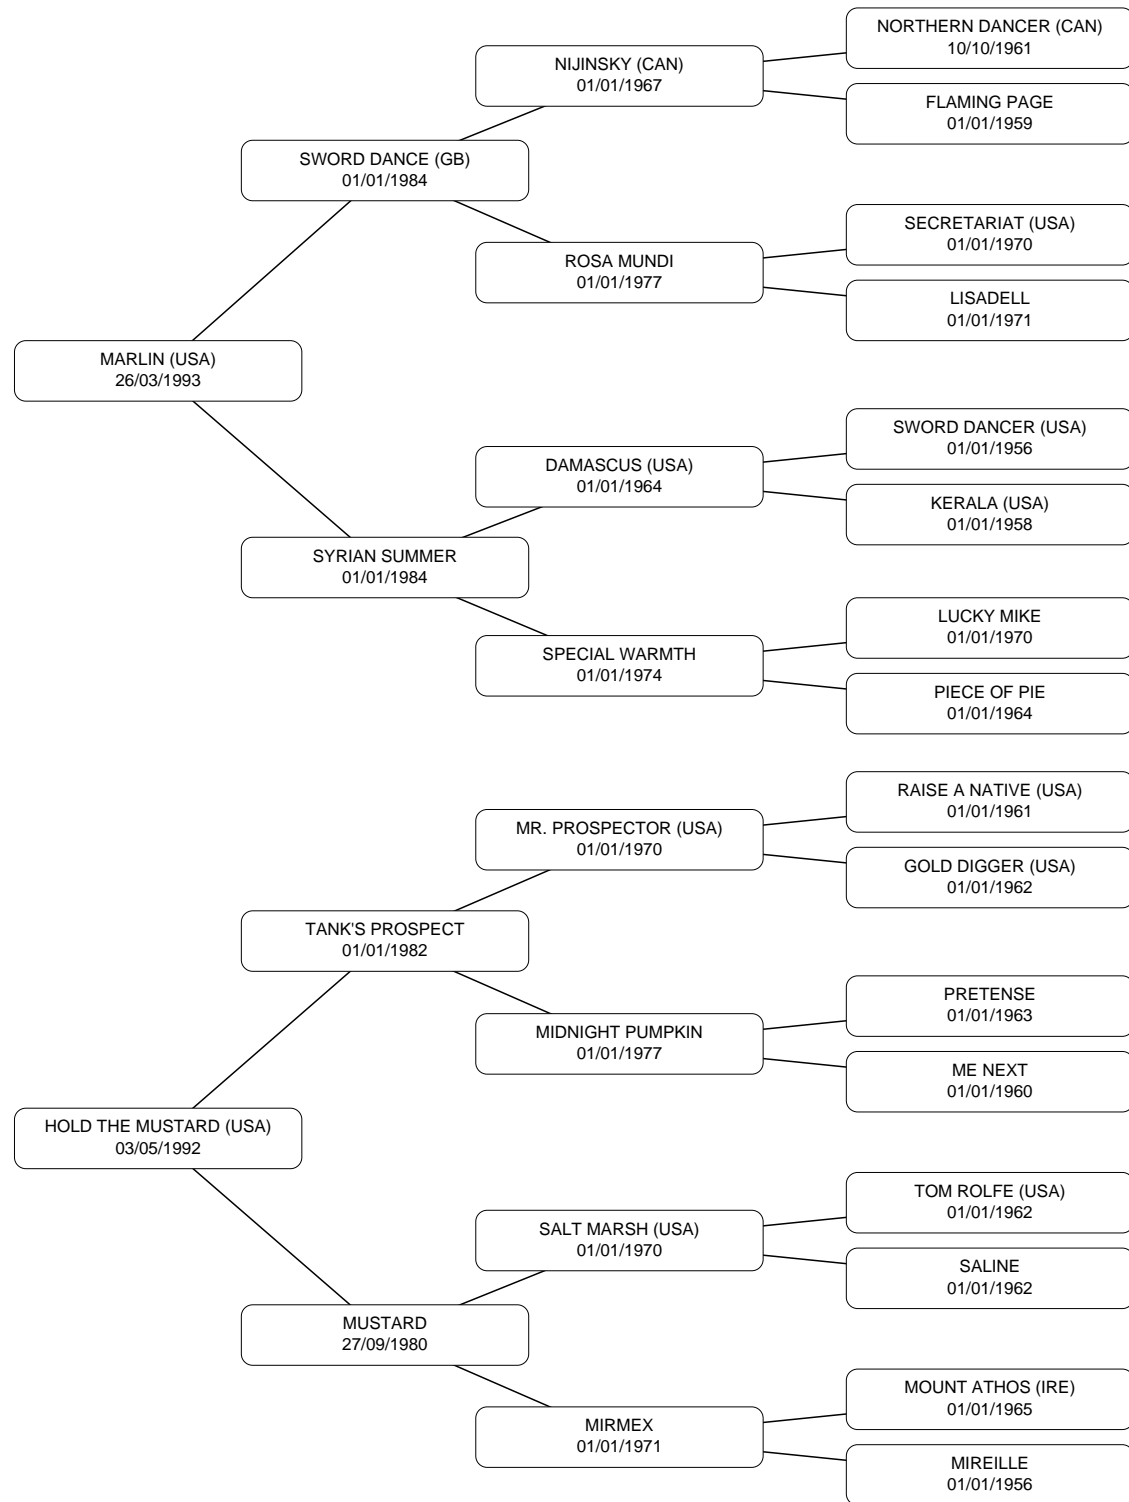 NORTHERN DANCER (CAN)
10/10/1961
NIJINSKY (CAN)
01/01/1967
FLAMING PAGE
01/01/1959
SWORD DANCE (GB)
01/01/1984
SECRETARIAT (USA)
01/01/1970
ROSA MUNDI
01/01/1977
LISADELL
01/01/1971
MARLIN (USA)
26/03/1993
SWORD DANCER (USA)
01/01/1956
DAMASCUS (USA)
01/01/1964
KERALA (USA)
01/01/1958
SYRIAN SUMMER
01/01/1984
LUCKY MIKE
01/01/1970
SPECIAL WARMTH
01/01/1974
PIECE OF PIE
01/01/1964
RAISE A NATIVE (USA)
01/01/1961
MR. PROSPECTOR (USA)
01/01/1970
GOLD DIGGER (USA)
01/01/1962
TANK'S PROSPECT
01/01/1982
PRETENSE
01/01/1963
MIDNIGHT PUMPKIN
01/01/1977
ME NEXT
01/01/1960
HOLD THE MUSTARD (USA)
03/05/1992
TOM ROLFE (USA)
01/01/1962
SALT MARSH (USA)
01/01/1970
SALINE
01/01/1962
MUSTARD
27/09/1980
MOUNT ATHOS (IRE)
01/01/1965
MIRMEX
01/01/1971
MIREILLE
01/01/1956